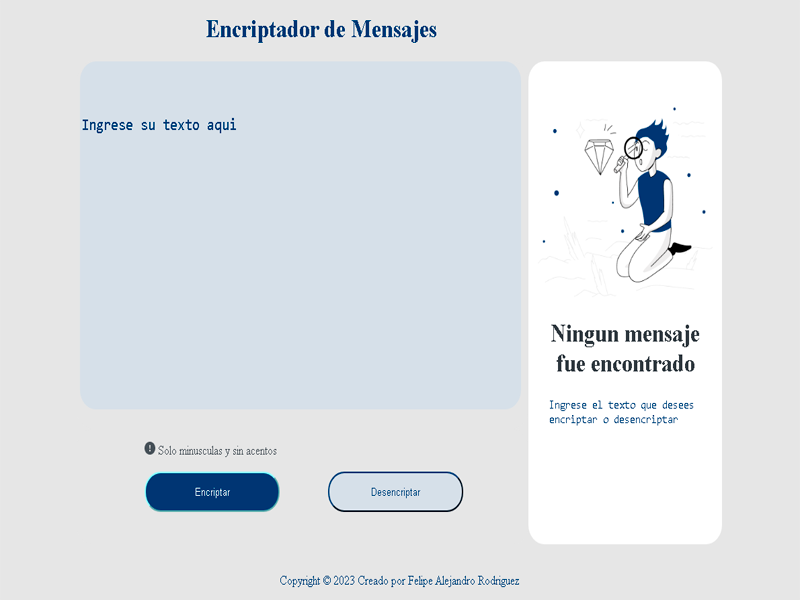 Encriptador de Mensajes
Ingrese su texto aqui
Ningun mensaje
fue encontrado
Ingrese el texto que desees
encriptar o desencriptar
! Solo minusculas y sin acentos
Encriptar
Desencriptar
Copyright © 2023 Creado por Felipe Alejandro Rodriguez